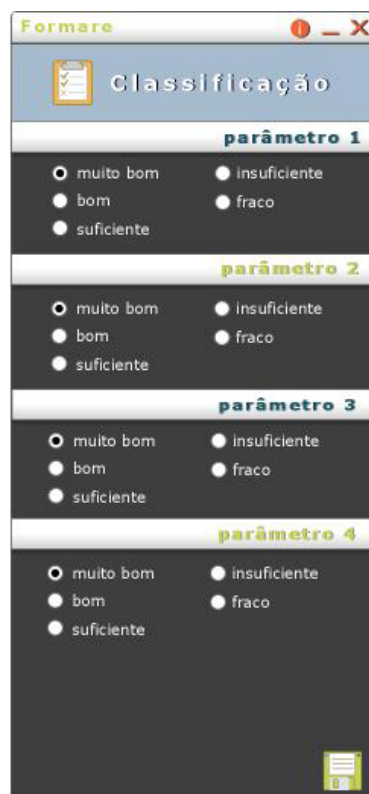 Formare
Classificação
parâmetro 1
muito bom insuficiente
bom fraco
suficiente
parâmetro 2
muito bom insuficiente
bom fraco
suficiente
parâmetro 3
muito bom insuficiente
bom fraco
suficiente
parâmetro 4
muito bom insuficiente
bom fraco
suficiente